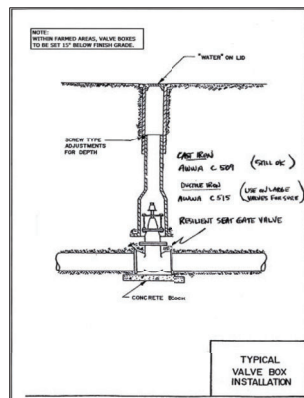 NOTE:
WITHIN FARMED AREAS, VALVE BOXES
TO BE SET 15" BELOW FINISH GRADE.
"WATER" ON LID
SCREW TYPE
ADJUSTMENTS
FOR DEPTH
CAST IRON
AWWA C 509 (STILL OK)
DUCTILE IRON
AWWA C 515 (USE ON LARGE
VALVES FOR SURE)
RESILIENT SEAT GATE VALVE
CONCRETE BLOCK
TYPICAL
VALVE BOX
INSTALLATION